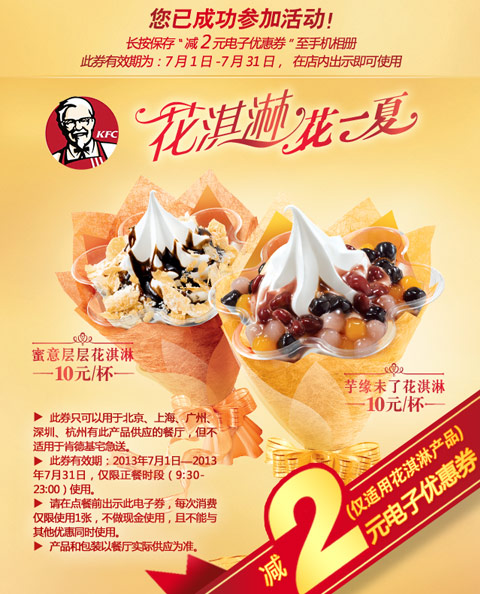 您已成功参加活动！
长按保存“减2元电子优惠券”至手机相册
此券有效期为：7月1日-7月31日， 在店内出示即可使用
KFC
花淇淋 花一夏
蜜意层层花淇淋
10元/杯
芋缘未了花淇淋
10元/杯
▶ 此券只可以用于北京、上海、广州、
深圳、杭州有此产品供应的餐厅，但不
适用于肯德基宅急送。
▶ 此券有效期：2013年7月1日—2013
年7月31日，仅限正餐时段（9:30-
23:00）使用。
▶ 请在点餐前出示此电子券，每次消费
仅限使用1张，不做现金使用，且不能与
其他优惠同时使用。
▶ 产品和包装以餐厅实际供应为准。
减2元电子优惠券
(仅适用花淇淋产品)